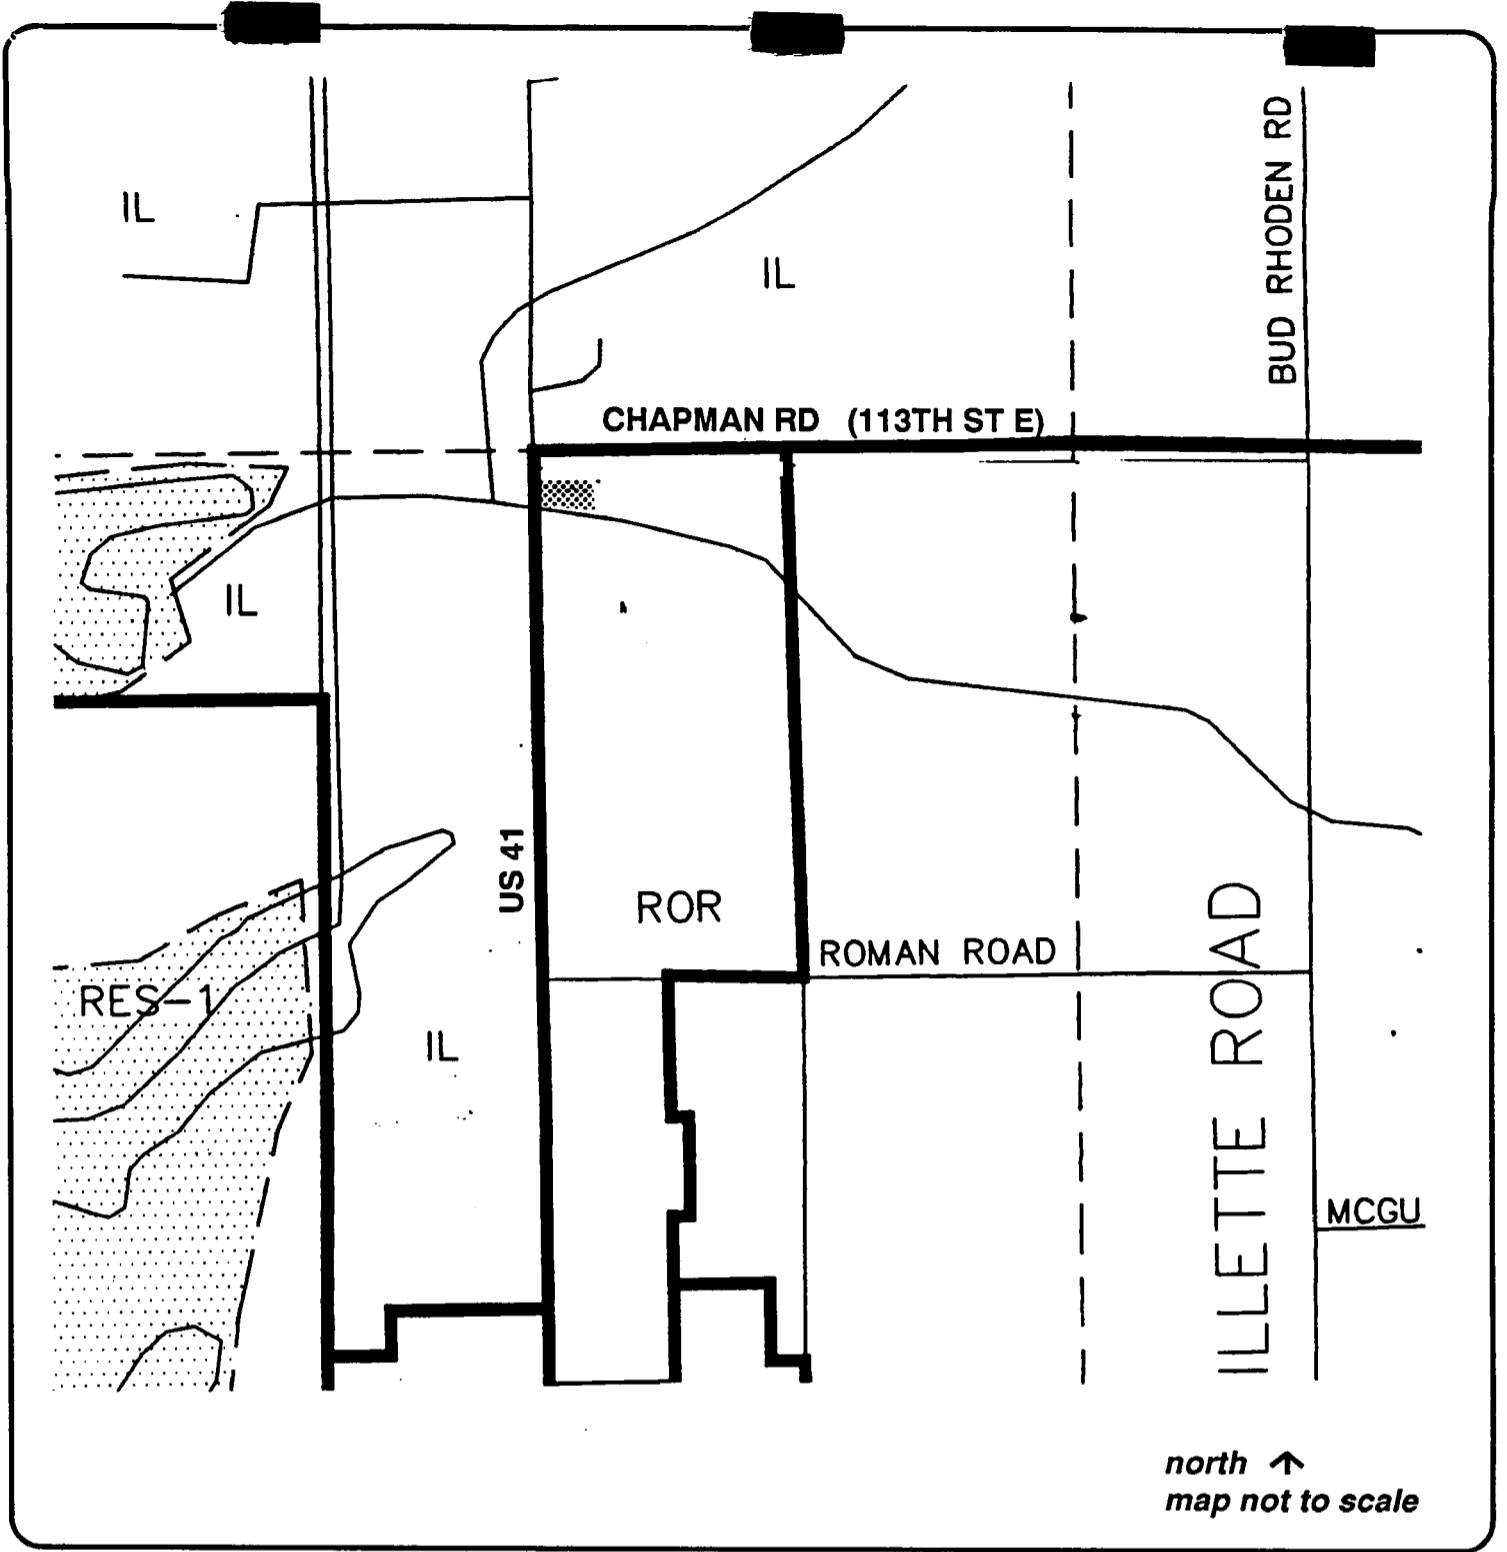 IL
BUD RHODEN RD
IL
CHAPMAN RD (113TH ST E)
IL
US 41
ROR
ROMAN ROAD
RES-1
IL
ILLETTE ROAD
MCGU
north ↑
map not to scale